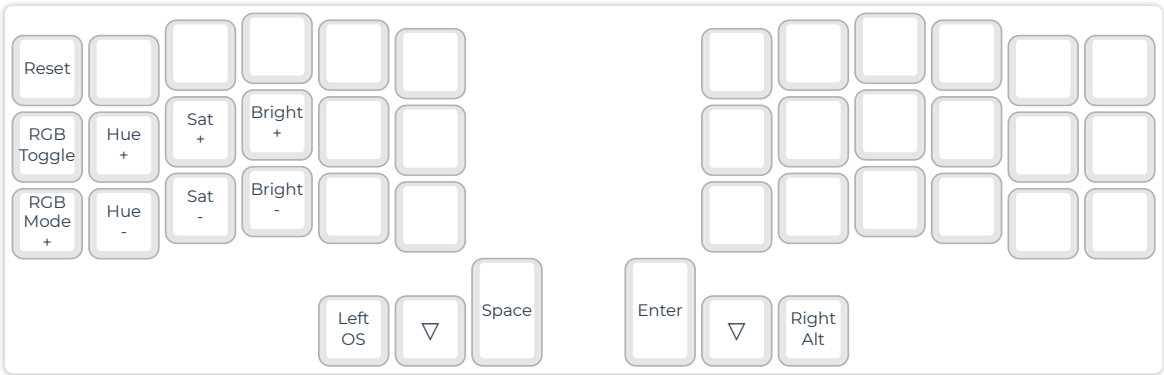 Reset
RGB
Toggle
Hue
+
Sat
+
Bright
+
RGB
Mode
+
Hue
-
Sat
-
Bright
-
Left
OS
▽
Space
Enter
▽
Right
Alt